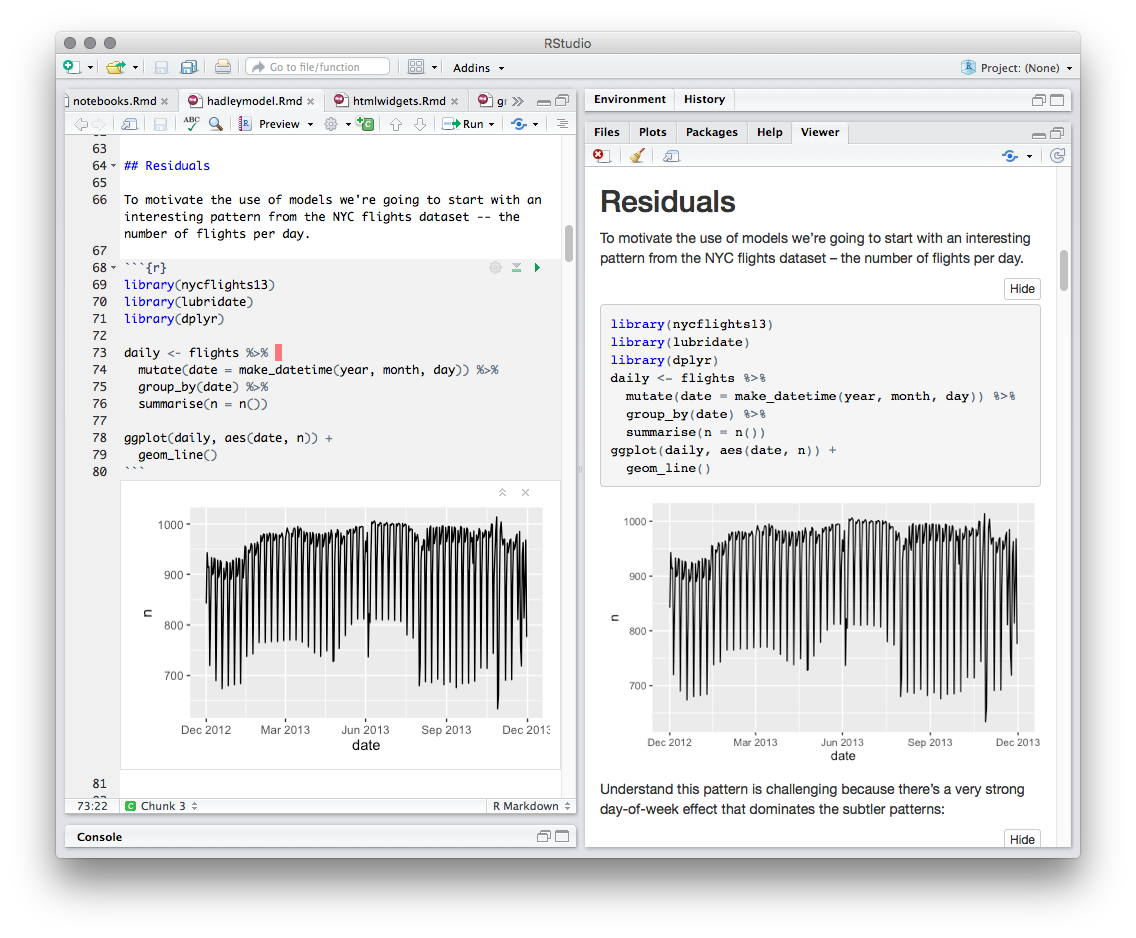 RStudio
Go to file/function
Addins
Project: (None)
notebooks.Rmd
hadleymodel.Rmd
htmlwidgets.Rmd
gr
ABC
Preview
Run
63
64 ## Residuals
65
66 To motivate the use of models we're going to start with an
interesting pattern from the NYC flights dataset -- the
number of flights per day.
67
68 ```{r}
69 library(nycflights13)
70 library(lubridate)
71 library(dplyr)
72
73 daily <- flights %>%
74 mutate(date = make_datetime(year, month, day)) %>%
75 group_by(date) %>%
76 summarise(n = n())
77
78 ggplot(daily, aes(date, n)) +
79 geom_line()
80 ```
1000
900
800
700
n
Dec 2012 Mar 2013 Jun 2013 Sep 2013 Dec 201
date
81
73:22 C Chunk 3 R Markdown
Console
Environment History
Files Plots Packages Help Viewer
Residuals
To motivate the use of models we’re going to start with an interesting
pattern from the NYC flights dataset – the number of flights per day.
Hide
library(nycflights13)
library(lubridate)
library(dplyr)
daily <- flights %>%
mutate(date = make_datetime(year, month, day)) %>%
group_by(date) %>%
summarise(n = n())
ggplot(daily, aes(date, n)) +
geom_line()
1000
900
800
700
n
Dec 2012 Mar 2013 Jun 2013 Sep 2013 Dec 2013
date
Understand this pattern is challenging because there’s a very strong
day-of-week effect that dominates the subtler patterns:
Hide